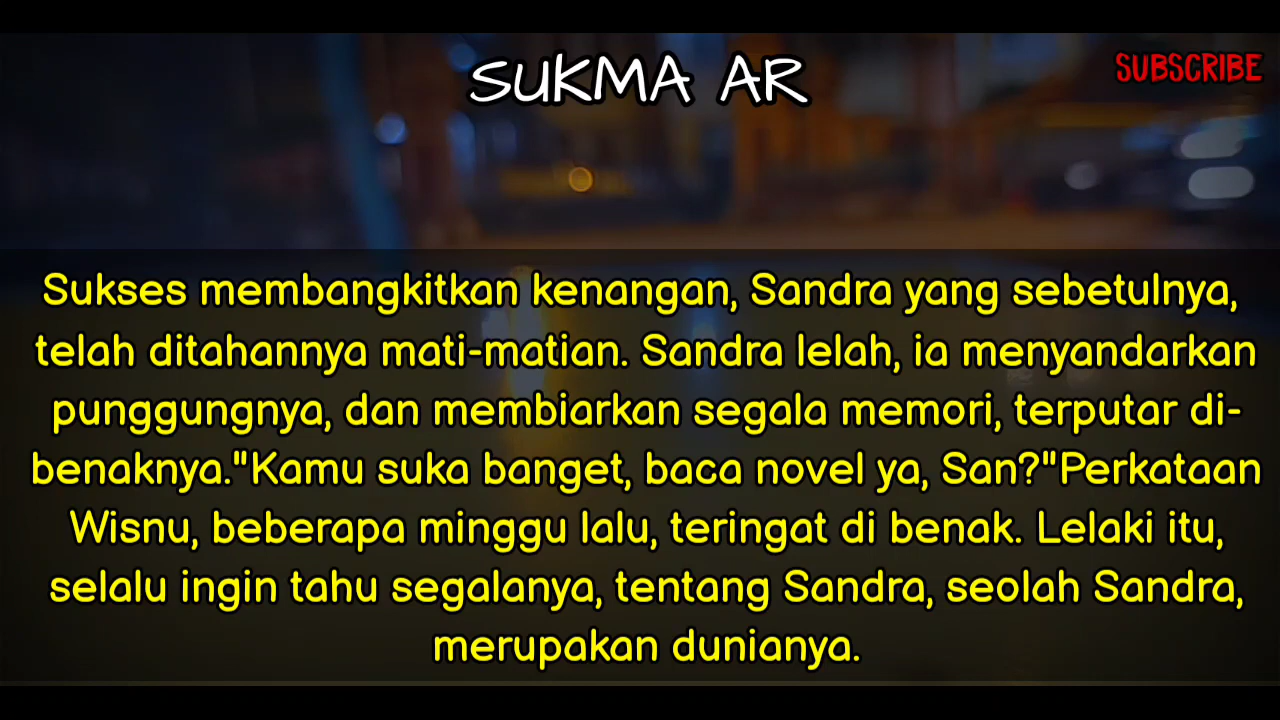 SUKMA AR
SUBSCRIBE
Sukses membangkitkan kenangan, Sandra yang sebetulnya,
telah ditahannya mati-matian. Sandra lelah, ia menyandarkan
punggungnya, dan membiarkan segala memori, terputar di-
benaknya."Kamu suka banget, baca novel ya, San?"Perkataan
Wisnu, beberapa minggu lalu, teringat di benak. Lelaki itu,
selalu ingin tahu segalanya, tentang Sandra, seolah Sandra,
merupakan dunianya.